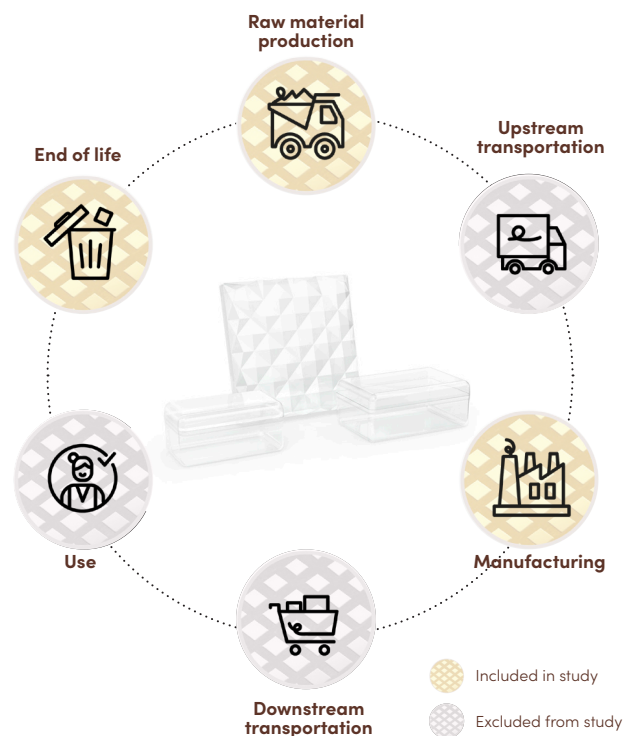 Raw material
production
Upstream
transportation
End of life
Manufacturing
Use
Downstream
transportation
Included in study
Excluded from study